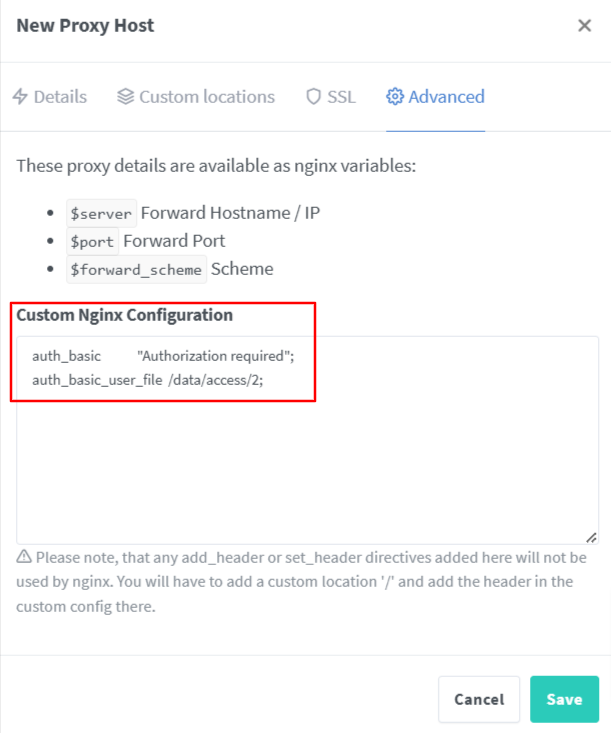 New Proxy Host
Details Custom locations SSL Advanced
These proxy details are available as nginx variables:
$server Forward Hostname / IP
$port Forward Port
$forward_scheme Scheme
Custom Nginx Configuration
auth_basic "Authorization required";
auth_basic_user_file /data/access/2;
Please note, that any add_header or set_header directives added here will not be
used by nginx. You will have to add a custom location '/' and add the header in the
custom config there.
Cancel Save